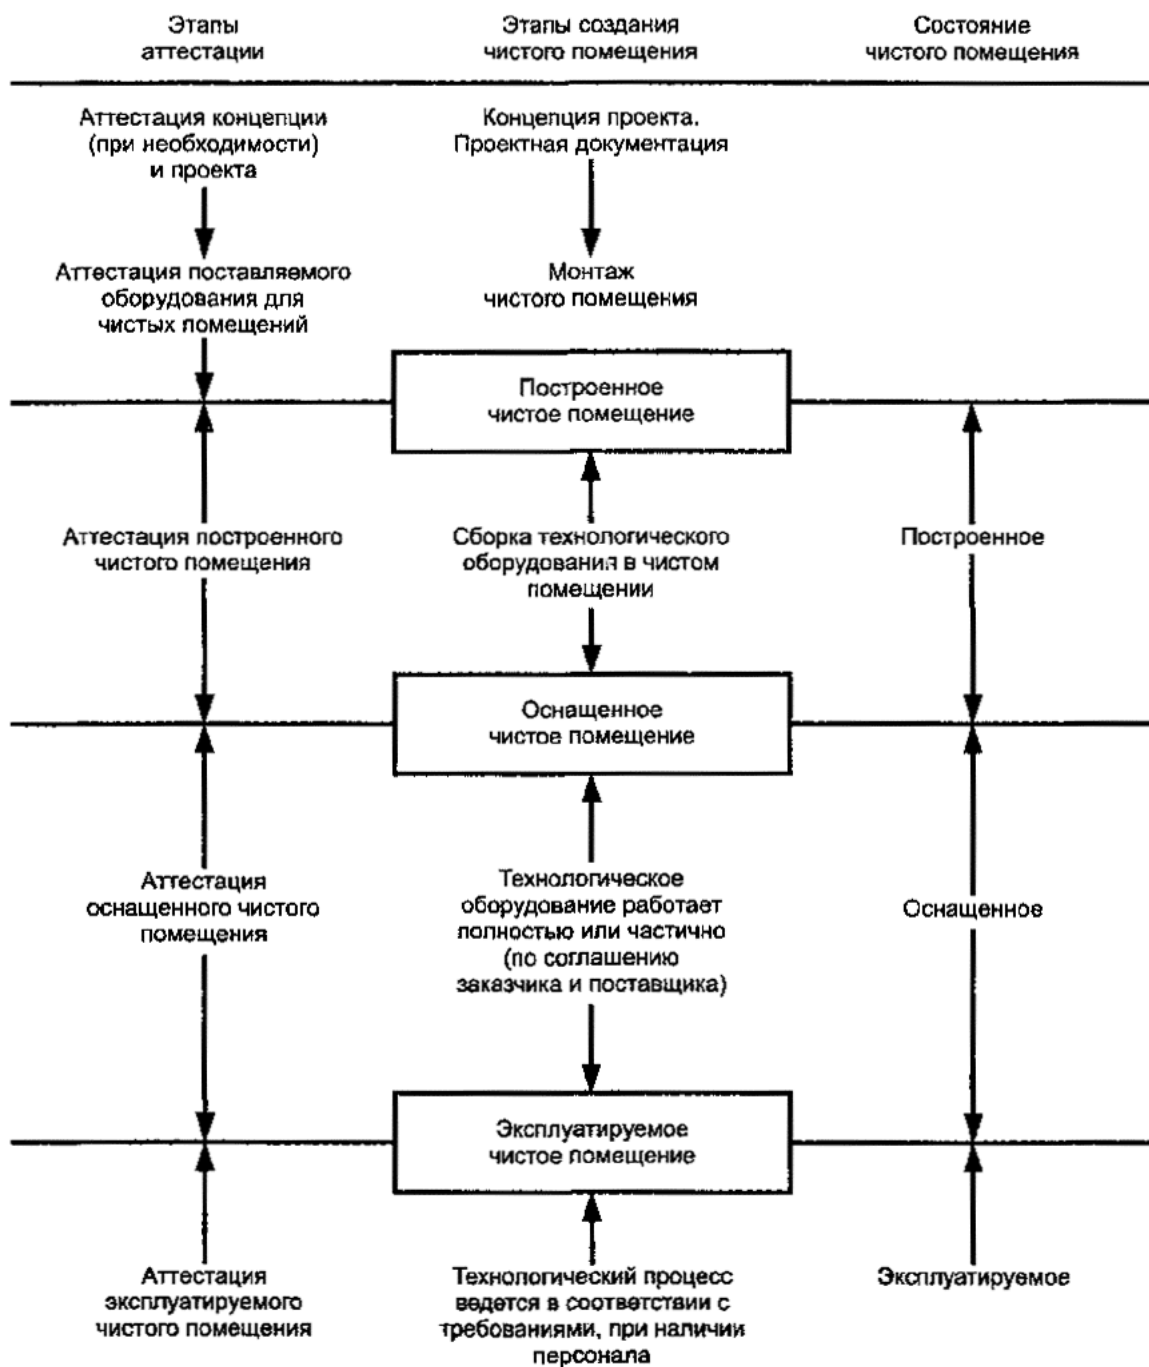 Этапы
аттестации
Этапы создания
чистого помещения
Состояние
чистого помещения
Аттестация концепции
(при необходимости)
и проекта
Концепция проекта.
Проектная документация
Аттестация поставляемого
оборудования для
чистых помещений
Монтаж
чистого помещения
Построенное
чистое помещение
Аттестация построенного
чистого помещения
Сборка технологического
оборудования в чистом
помещении
Построенное
Оснащенное
чистое помещение
Аттестация
оснащенного чистого
помещения
Технологическое
оборудование работает
полностью или частично
(по соглашению
заказчика и поставщика)
Оснащенное
Эксплуатируемое
чистое помещение
Аттестация
эксплуатируемого
чистого помещения
Технологический процесс
ведется в соответствии с
требованиями, при наличии
персонала
Эксплуатируемое